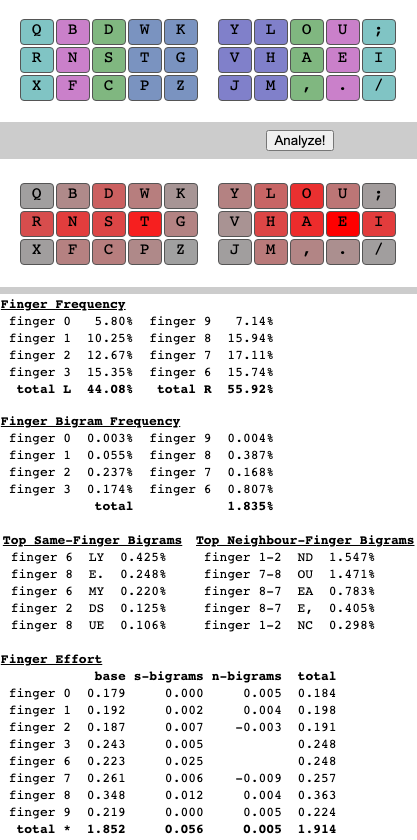 Q B D W K Y L O U ;
R N S T G V H A E I
X F C P Z J M , . /
Analyze!
Q B D W K Y L O U ;
R N S T G V H A E I
X F C P Z J M , . /
Finger Frequency
finger 0 5.80% finger 9 7.14%
finger 1 10.25% finger 8 15.94%
finger 2 12.67% finger 7 17.11%
finger 3 15.35% finger 6 15.74%
total L 44.08% total R 55.92%
Finger Bigram Frequency
finger 0 0.003% finger 9 0.004%
finger 1 0.055% finger 8 0.387%
finger 2 0.237% finger 7 0.168%
finger 3 0.174% finger 6 0.807%
total 1.835%
Top Same-Finger Bigrams Top Neighbour-Finger Bigrams
finger 6 LY 0.425% finger 1-2 ND 1.547%
finger 8 E. 0.248% finger 7-8 OU 1.471%
finger 6 MY 0.220% finger 8-7 EA 0.783%
finger 2 DS 0.125% finger 8-7 E, 0.405%
finger 8 UE 0.106% finger 1-2 NC 0.298%
Finger Effort
base s-bigrams n-bigrams total
finger 0 0.179 0.000 0.005 0.184
finger 1 0.192 0.002 0.004 0.198
finger 2 0.187 0.007 -0.003 0.191
finger 3 0.243 0.005 0.248
finger 6 0.223 0.025 0.248
finger 7 0.261 0.006 -0.009 0.257
finger 8 0.348 0.012 0.004 0.363
finger 9 0.219 0.000 0.005 0.224
total * 1.852 0.056 0.005 1.914